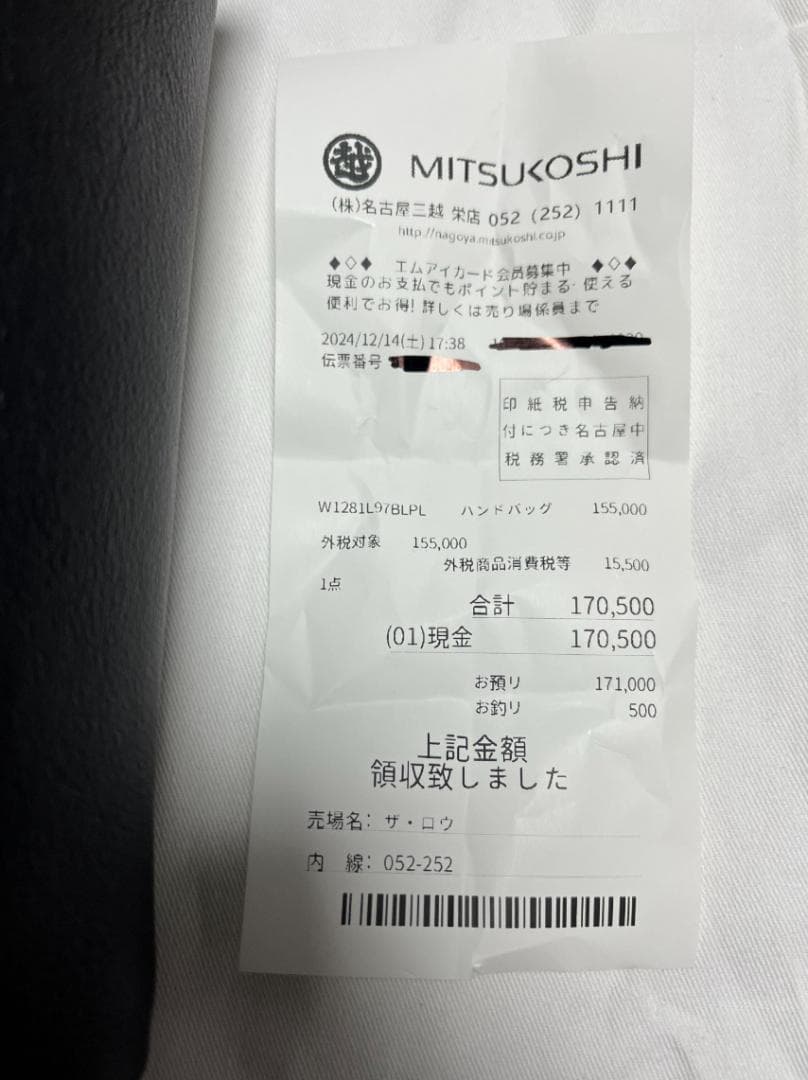 越 MITSUKOSHI
(株)名古屋三越 栄店 052 (252) 1111
http://nagoya.mitsukoshi.co.jp
◆◇◆ エムアイカード会員募集中 ◆◇◆
現金のお支払でもポイント貯まる・使える
便利でお得! 詳しくは売り場係員まで
2024/12/14(土) 17:38
伝票番号
印紙税申告納
付につき名古屋中
税務署承認済
W1281L97BLPL ハンドバッグ 155,000
外税対象 155,000
外税商品消費税等 15,500
1点
合計 170,500
(01)現金 170,500
お預リ 171,000
お釣リ 500
上記金額
領収致しました
売場名: ザ・ロウ
内 線: 052-252